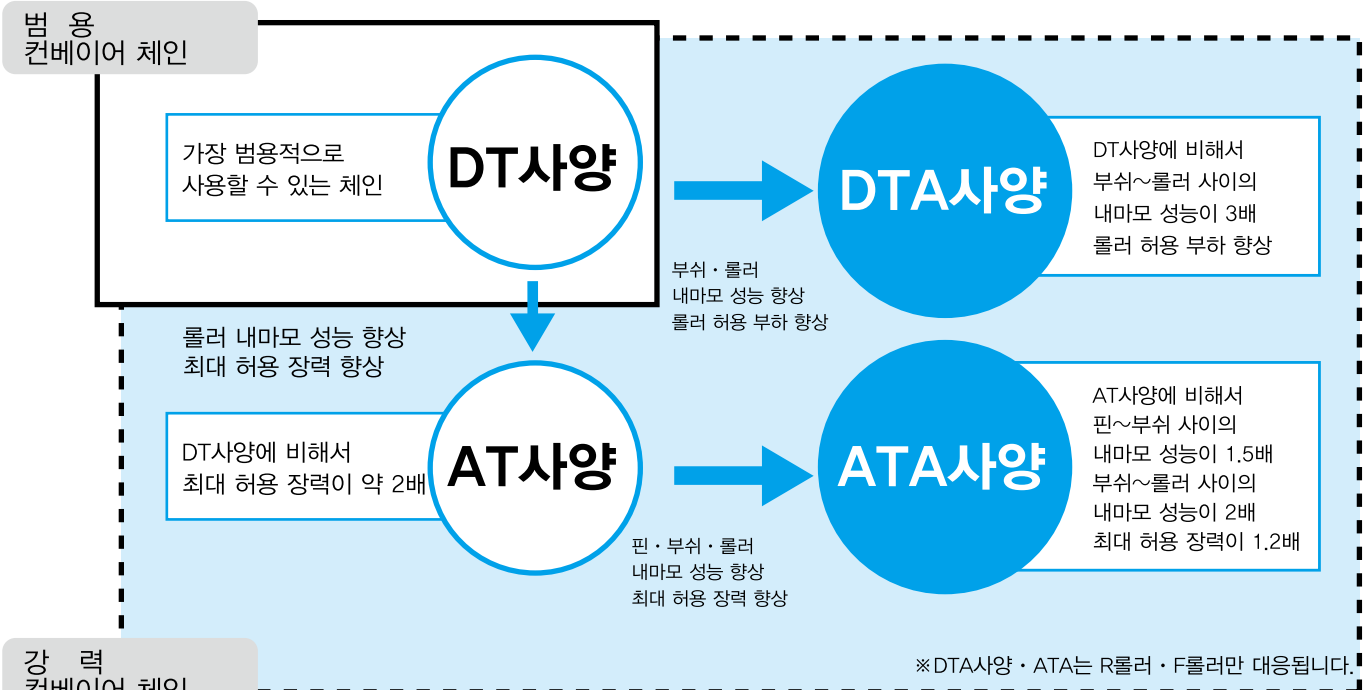 범 용
컨베이어 체인
가장 범용적으로
사용할 수 있는 체인
DT사양
DTA사양
DT사양에 비해서
부쉬~롤러 사이의
내마모 성능이 3배
롤러 허용 부하 향상
부쉬・롤러
내마모 성능 향상
롤러 허용 부하 향상
롤러 내마모 성능 향상
최대 허용 장력 향상
DT사양에 비해서
최대 허용 장력이 약 2배
AT사양
ATA사양
AT사양에 비해서
핀~부쉬 사이의
내마모 성능이 1.5배
부쉬~롤러 사이의
내마모 성능이 2배
최대 허용 장력이 1.2배
핀・부쉬・롤러
내마모 성능 향상
최대 허용 장력 향상
※DTA사양・ATA는 R롤러・F롤러만 대응됩니다.
강 력
컨베이어 체인